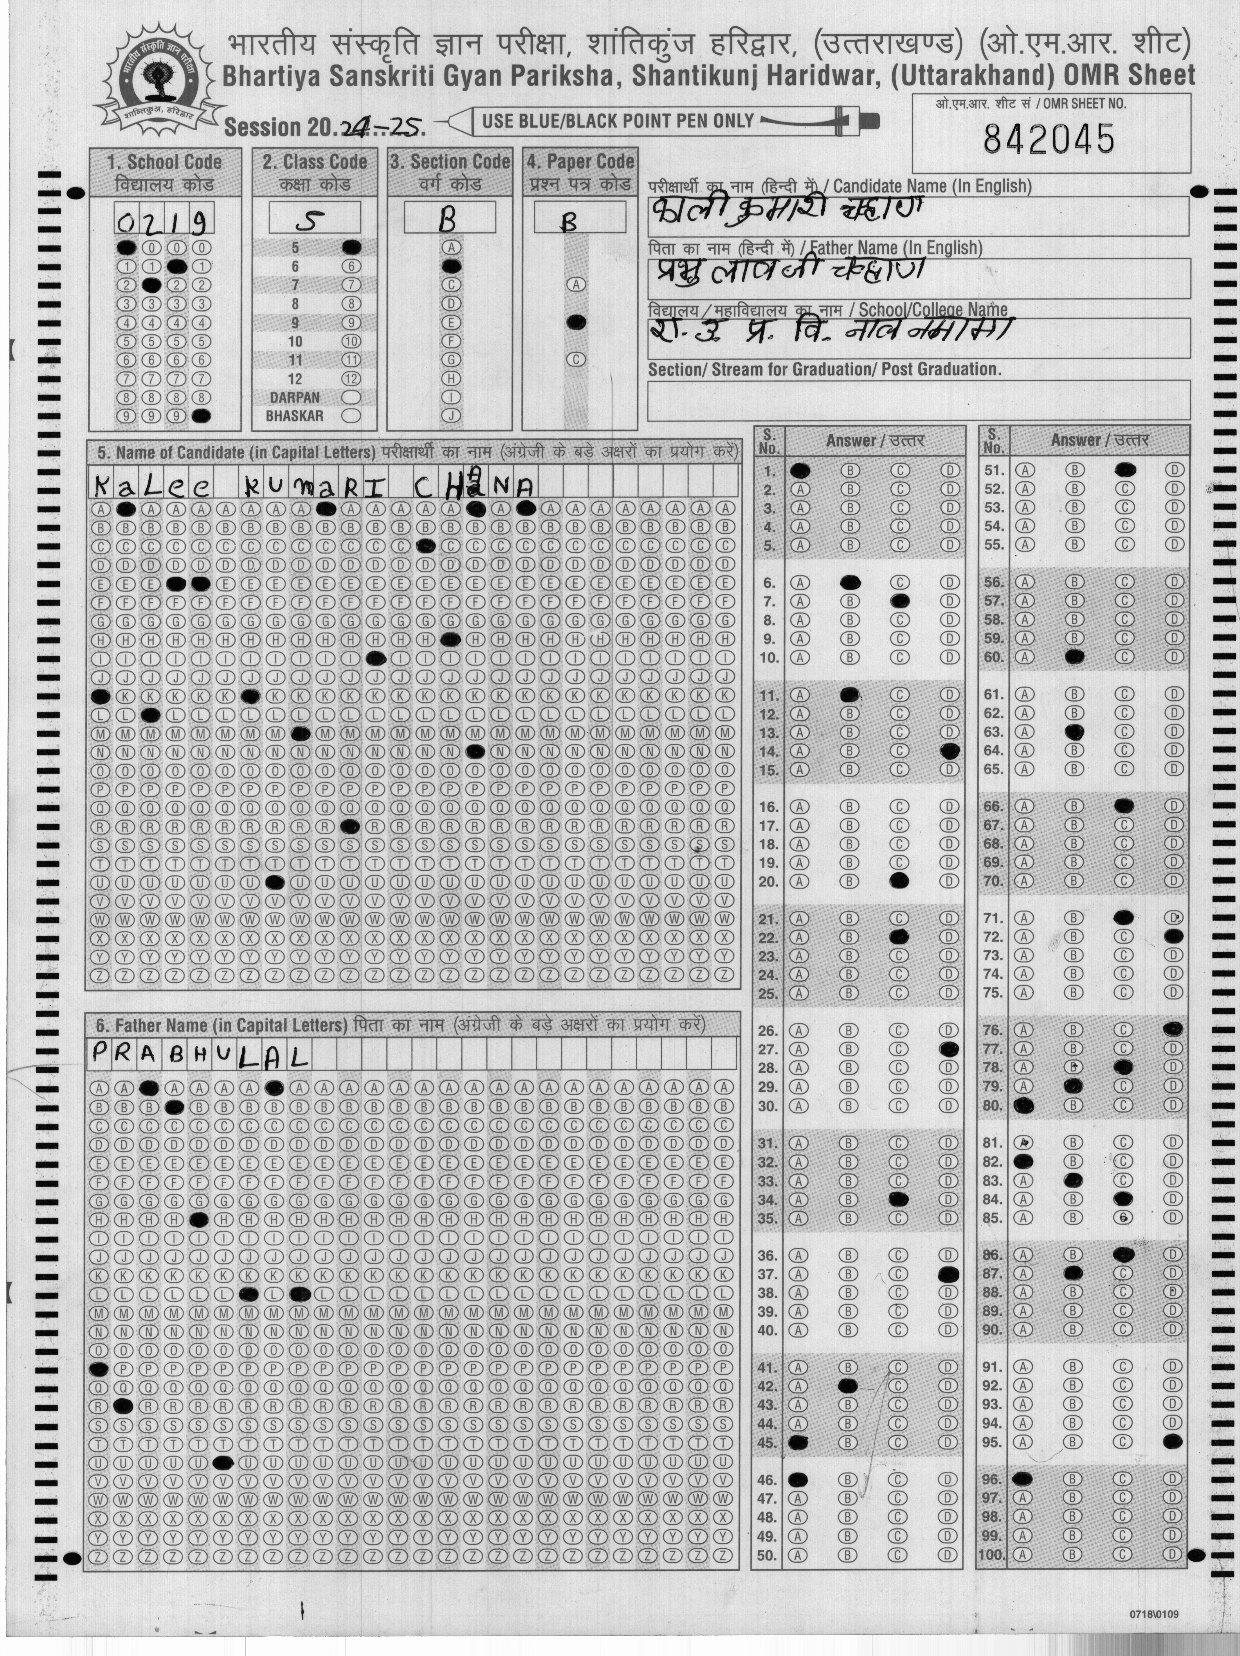 भारतीय संस्कृति ज्ञान परीक्षा, शांतिकुंज हरिद्वार, (उत्तराखण्ड) (ओ.एम.आर. शीट)
Bhartiya Sanskriti Gyan Pariksha, Shantikunj Haridwar, (Uttarakhand) OMR Sheet
भारतीय संस्कृति ज्ञान परीक्षा
शान्तिकुञ्ज, हरिद्वार
Session 20..24-25.
USE BLUE/BLACK POINT PEN ONLY
ओ.एम.आर. शीट सं / OMR SHEET NO.
842045
1. School Code
विद्यालय कोड
0219
2. Class Code
कक्षा कोड
5
5
6 6
7 7
8 8
9 9
10 10
11 11
12 12
DARPAN
BHASKAR
3. Section Code
वर्ग कोड
B
A
C
D
E
F
G
H
I
J
4. Paper Code
प्रश्न पत्र कोड
B
A
C
परीक्षार्थी का नाम (हिन्दी में) / Candidate Name (In English)
काली कुमारी चव्हाण
पिता का नाम (हिन्दी में) / Father Name (In English)
प्रभु लालजी चव्हाण
विद्यालय/महाविद्यालय का नाम / School/College Name
रा. उ. प्र. वि.
Section/ Stream for Graduation/ Post Graduation.
5. Name of Candidate (in Capital Letters) परीक्षार्थी का नाम (अंग्रेजी के बड़े अक्षरों का प्रयोग करें)
KaLee KUmaRI CHANA
6. Father Name (in Capital Letters) पिता का नाम (अंग्रेजी के बड़े अक्षरों का प्रयोग करें)
PRABHULAL
S. No. Answer / उत्तर
1. B C D
2. A B C D
3. A B C D
4. A B C D
5. A B C D
6. A C D
7. A B D
8. A B C D
9. A B C D
10. A B C D
11. A C D
12. A B C D
13. A B C D
14. A B C
15. A B C D
16. A B C D
17. A B C D
18. A B C D
19. A B C D
20. A B D
21. A B C D
22. A B D
23. A B C D
24. A B C D
25. A B C D
26. A B C D
27. A B C
28. A B C D
29. A B C D
30. A B C D
31. A B C D
32. A B C D
33. A B C D
34. A B D
35. A B C D
36. A B C D
37. A B C
38. A B C D
39. A B C D
40. A B C D
41. A B C D
42. A C D
43. A B C D
44. A B C D
45. B C D
46. B C D
47. A B C D
48. A B C D
49. A B C D
50. A B C D
S. No. Answer / उत्तर
51. A B D
52. A B C D
53. A B C D
54. A B C D
55. A B C D
56. A B C D
57. A B C D
58. A B C D
59. A B C D
60. A C D
61. A B C D
62. A B C D
63. A C D
64. A B C D
65. A B C D
66. A B D
67. A B C D
68. A B C D
69. A B C D
70. A B C D
71. A B D
72. A B C
73. A B C D
74. A B C D
75. A B C D
76. A B C
77. A B C D
78. A B D
79. A C D
80. B C D
81. A B C D
82. B C D
83. A C D
84. A B D
85. A B C D
86. A B D
87. A C D
88. A B C D
89. A B C D
90. A B C D
91. A B C D
92. A B C D
93. A B C D
94. A B C D
95. A B C
96. B C D
97. A B C D
98. A B C D
99. A B C D
100. A B C D
0718\0109